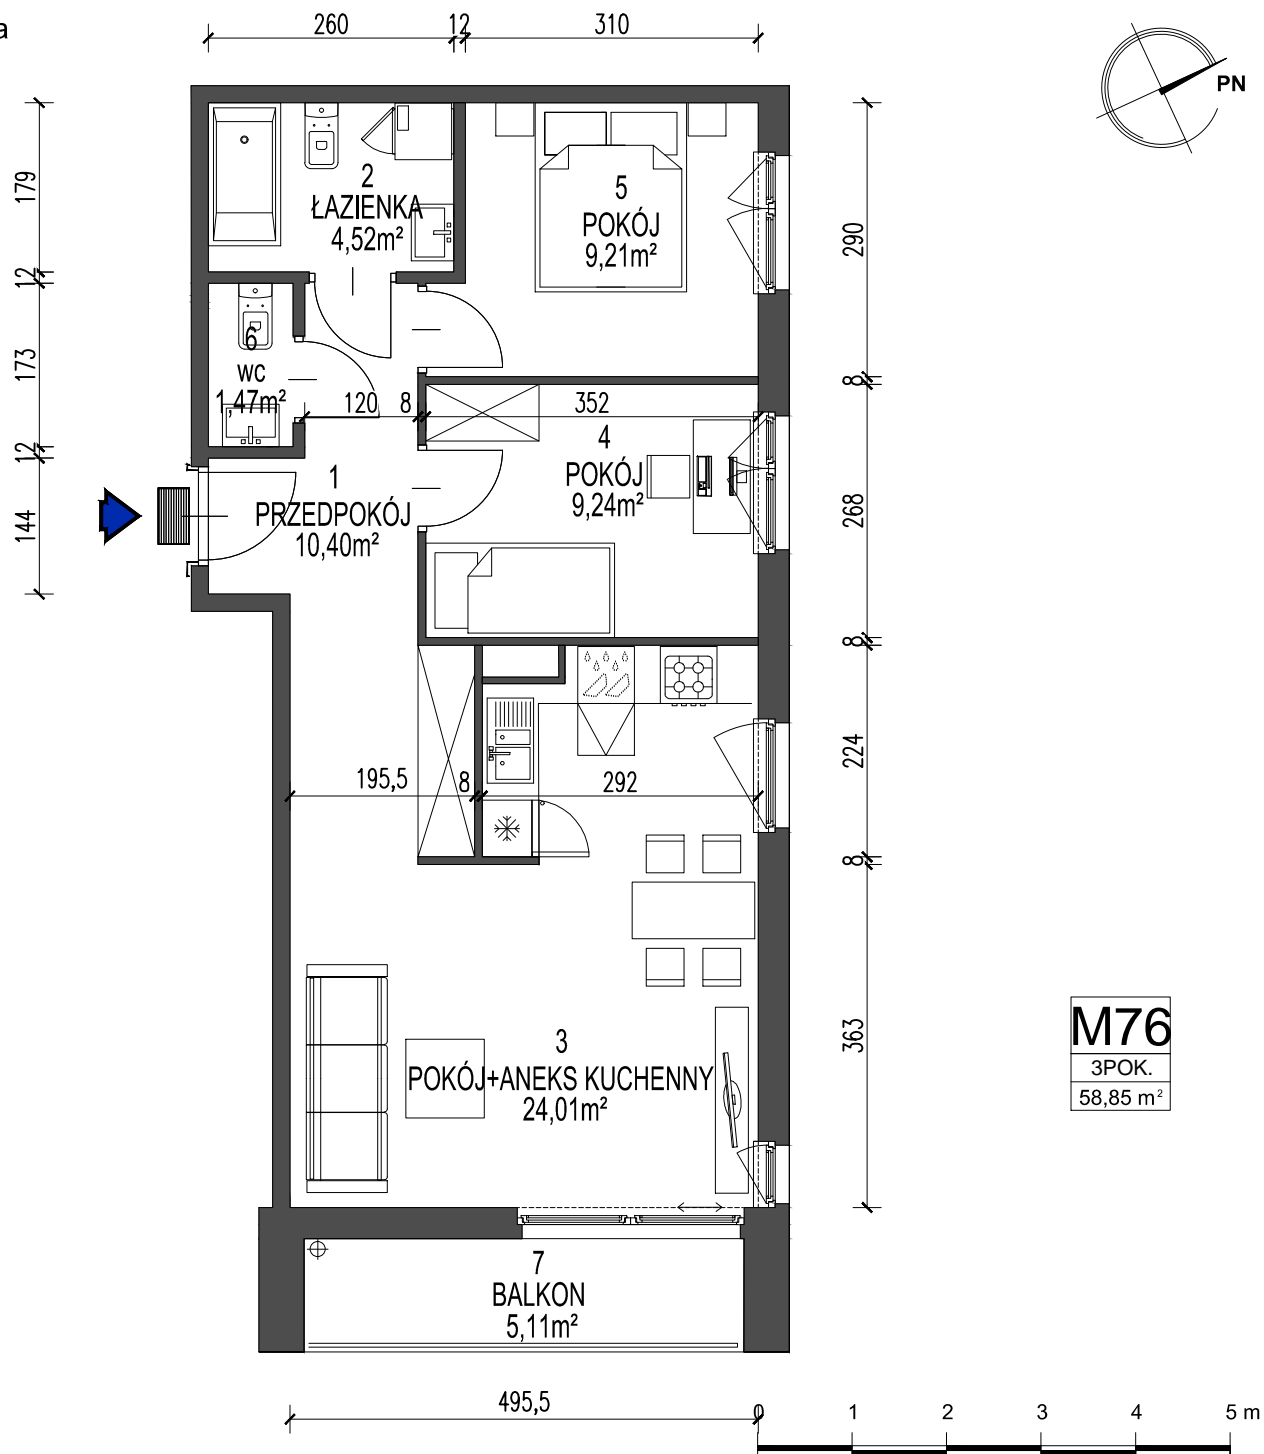 a
260
12
310
PN
179
12
173
12
144
2
ŁAZIENKA
4,52m²
5
POKÓJ
9,21m²
290
8
268
8
224
8
363
6
wc
1,47m²
120
8
352
4
POKÓJ
9,24m²
1
PRZEDPOKÓJ
10,40m²
195,5
8
292
3
POKÓJ+ANEKS KUCHENNY
24,01m²
M76
3POK.
58,85 m²
7
BALKON
5,11m²
495,5
0 1 2 3 4 5 m